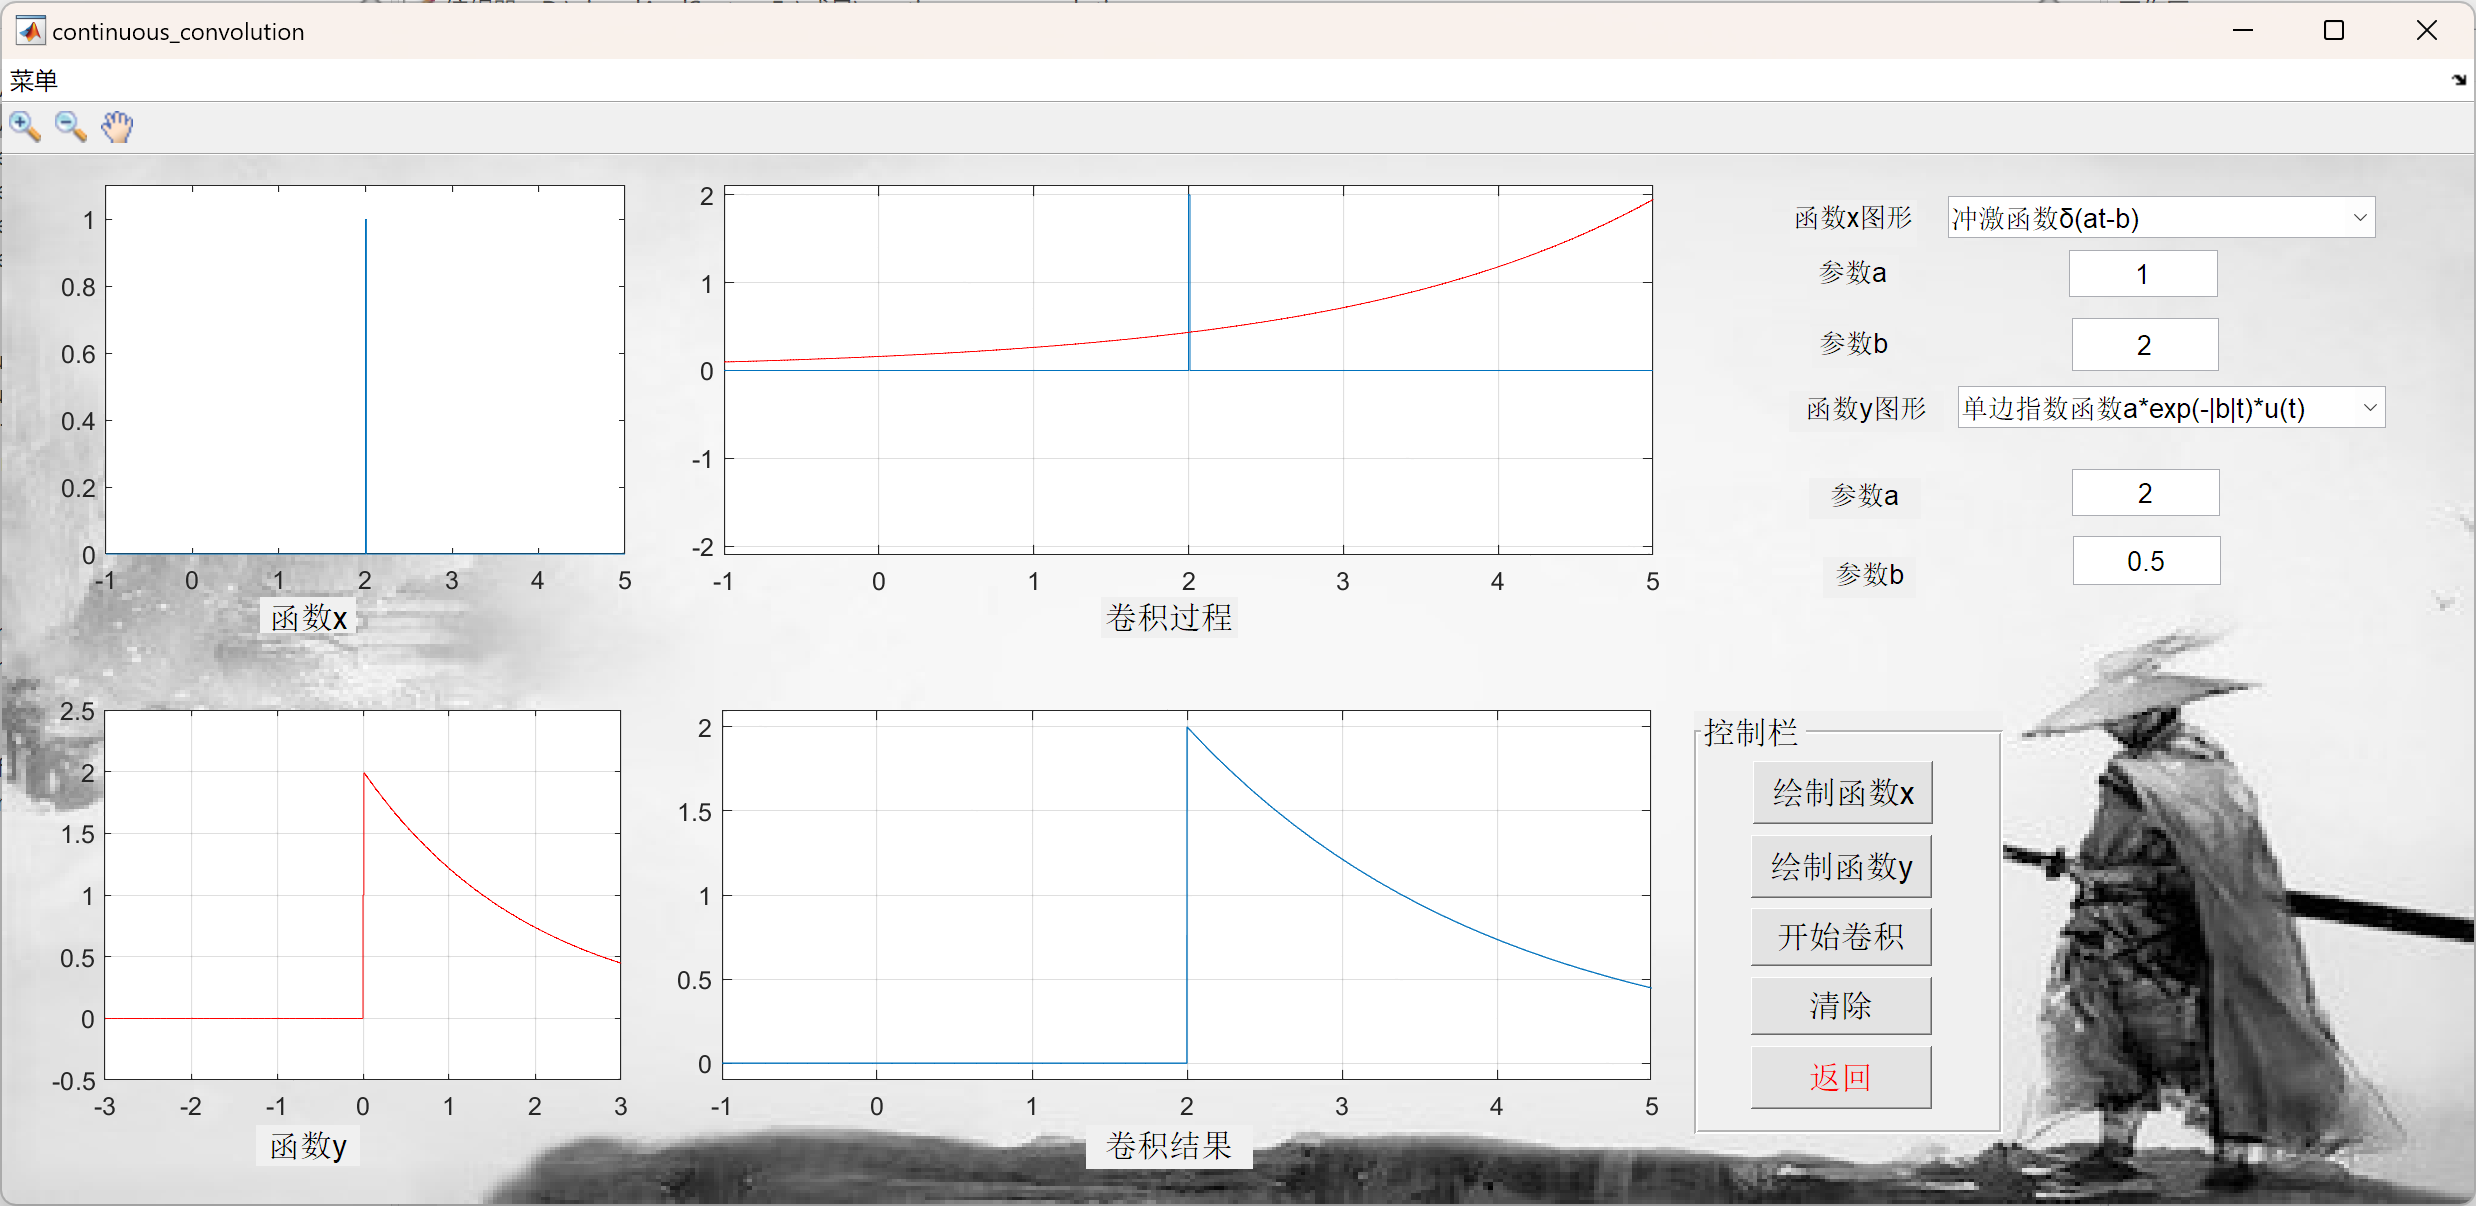 continuous_convolution
菜单
1
0.8
0.6
0.4
0.2
0
-1 0 1 2 3 4 5
函数x
2
1
0
-1
-2
-1 0 1 2 3 4 5
卷积过程
函数x图形 冲激函数δ(at-b)
参数a 1
参数b 2
函数y图形 单边指数函数a*exp(-|b|t)*u(t)
参数a 2
参数b 0.5
2.5
2
1.5
1
0.5
0
-0.5
-3 -2 -1 0 1 2 3
函数y
2
1.5
1
0.5
0
-1 0 1 2 3 4 5
卷积结果
控制栏
绘制函数x
绘制函数y
开始卷积
清除
返回